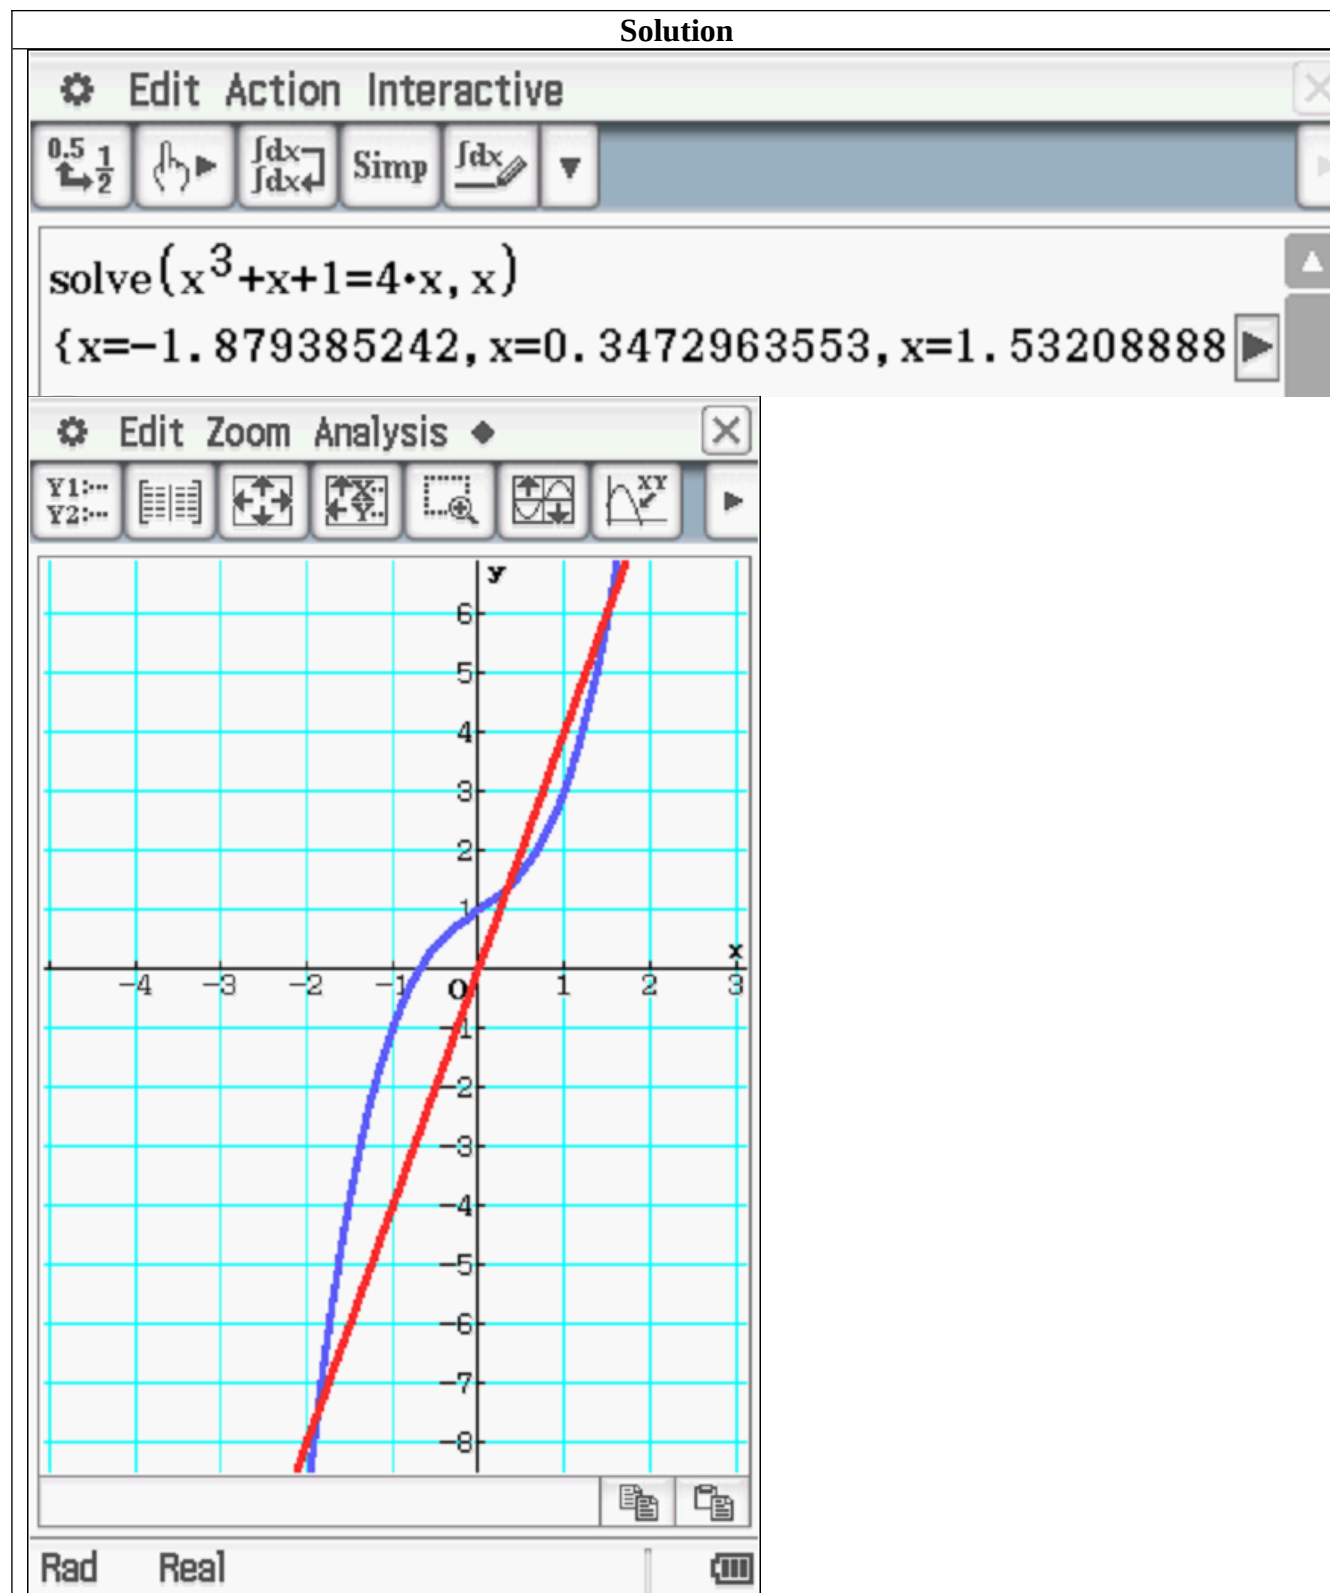 Solution
Edit Action Interactive
0.5 1/2 ∫dx ∫dx Simp ∫dx
solve(x³+x+1=4·x, x)
{x=-1.879385242, x=0.3472963553, x=1.53208888
Edit Zoom Analysis
Y1:… Y2:… X… Y… XY
y
6
5
4
3
2
1
x
-4 -3 -2 -1 O 1 2 3
-1
-2
-3
-4
-5
-6
-7
-8
Rad Real